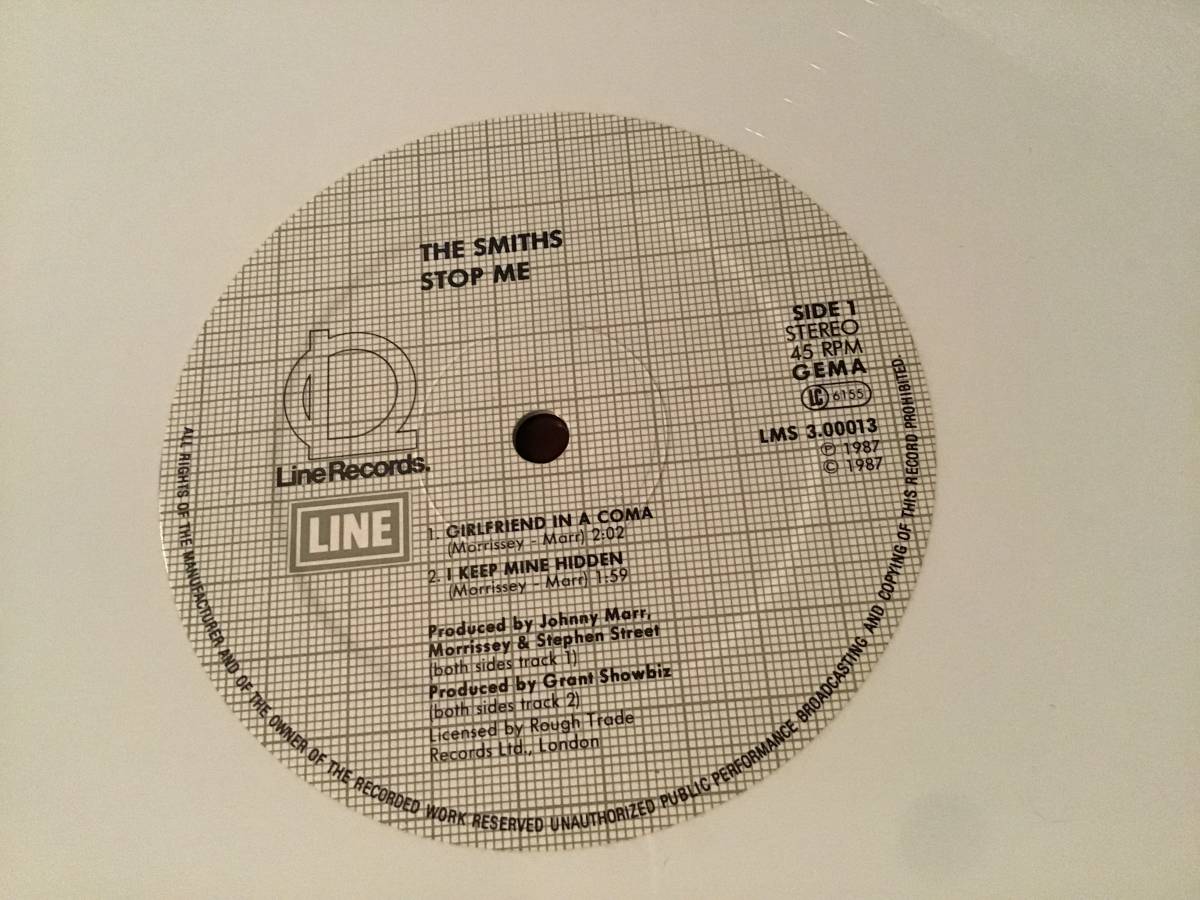 THE SMITHS
STOP ME
SIDE 1
STEREO
45 RPM
GEMA
LC 6155
LMS 3.00013
℗ 1987
© 1987
Line Records.
LINE
1. GIRLFRIEND IN A COMA
(Morrissey - Marr) 2:02
2. I KEEP MINE HIDDEN
(Morrissey - Marr) 1:59
Produced by Johnny Marr,
Morrissey & Stephen Street
(both sides track 1)
Produced by Grant Showbiz
(both sides track 2)
Licensed by Rough Trade
Records Ltd., London
ALL RIGHTS OF THE MANUFACTURER AND OF THE OWNER OF THE RECORDED WORK RESERVED UNAUTHORIZED PUBLIC PERFORMANCE BROADCASTING AND COPYING OF THIS RECORD PROHIBITED.